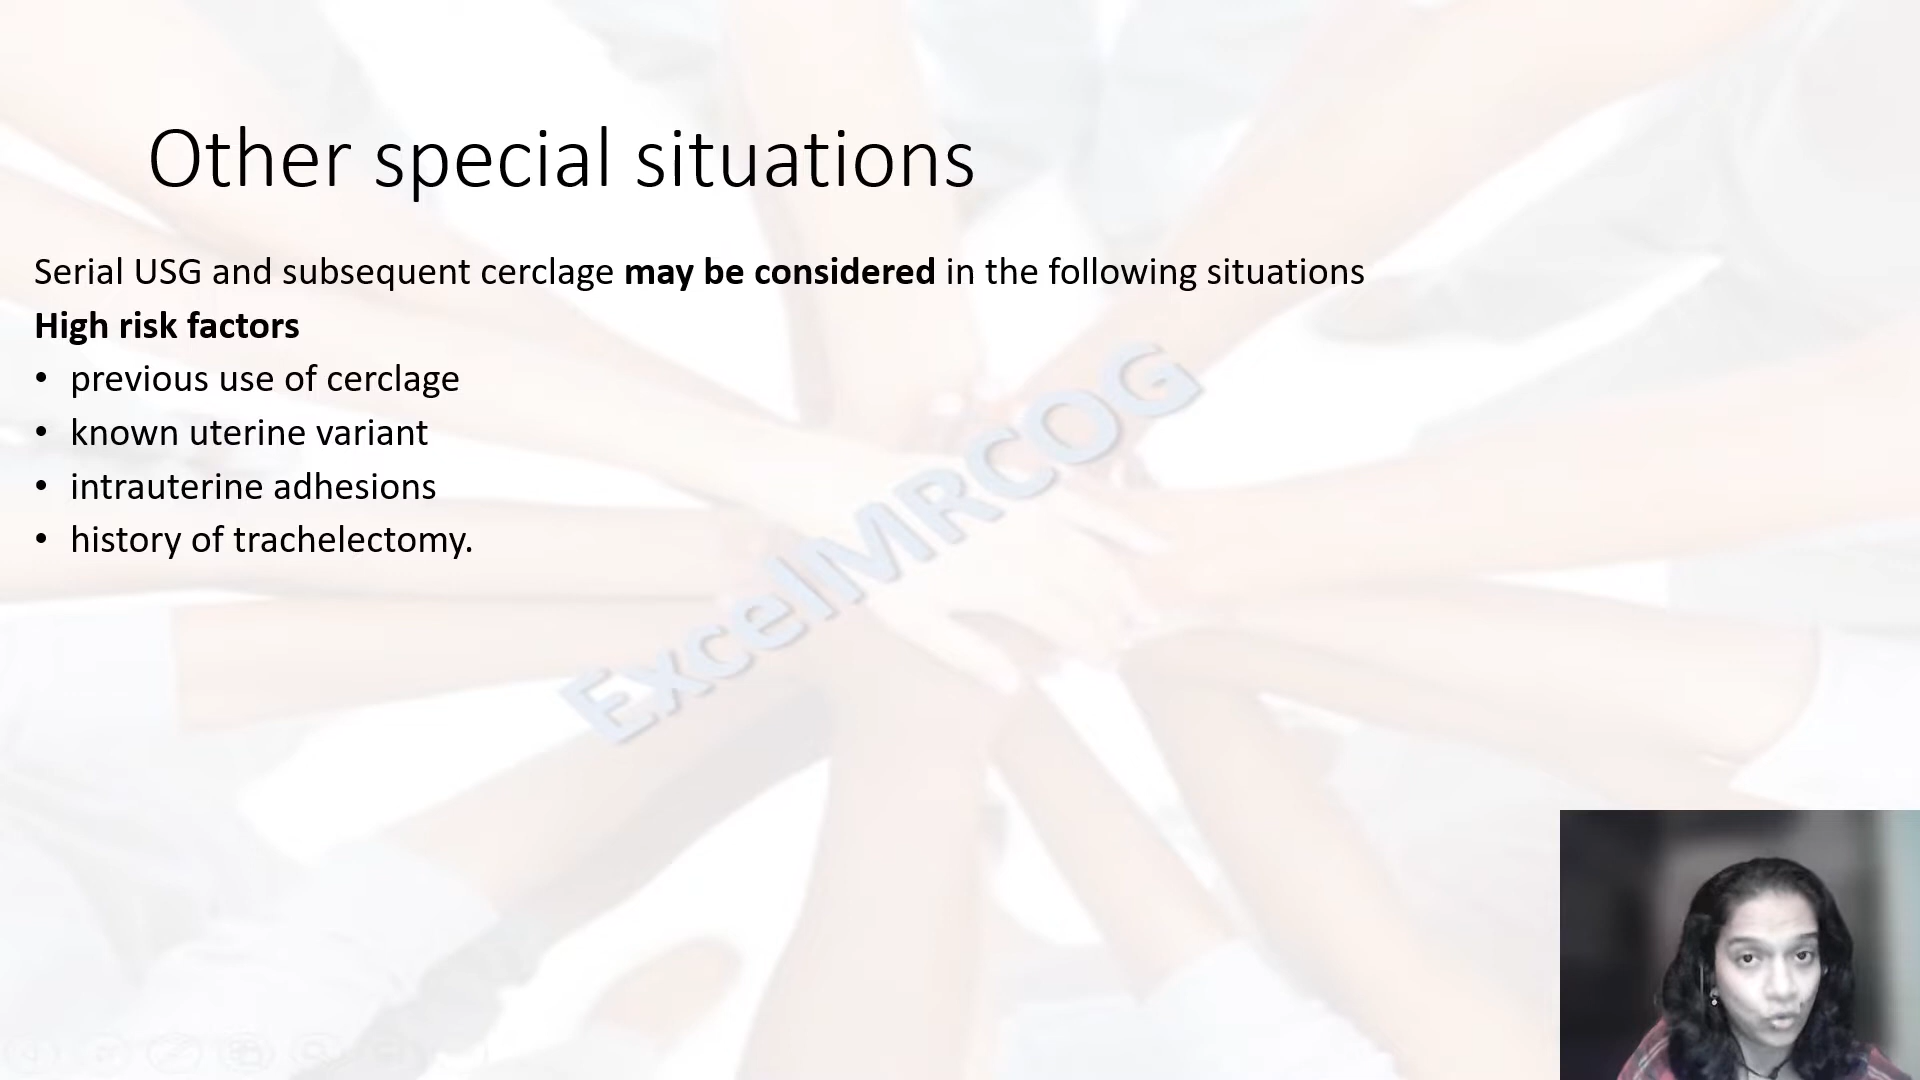 Other special situations
Serial USG and subsequent cerclage may be considered in the following situations
High risk factors
• previous use of cerclage
• known uterine variant
• intrauterine adhesions
• history of trachelectomy.
ExcelMRCOG